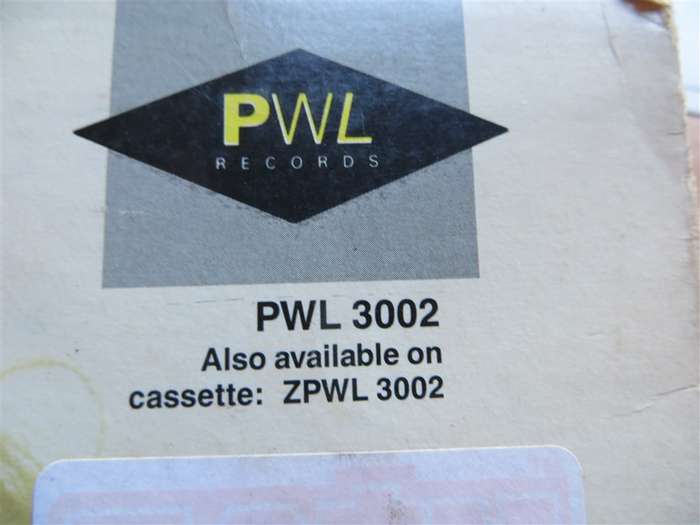 PWL
RECORDS
PWL 3002
Also available on
cassette: ZPWL 3002